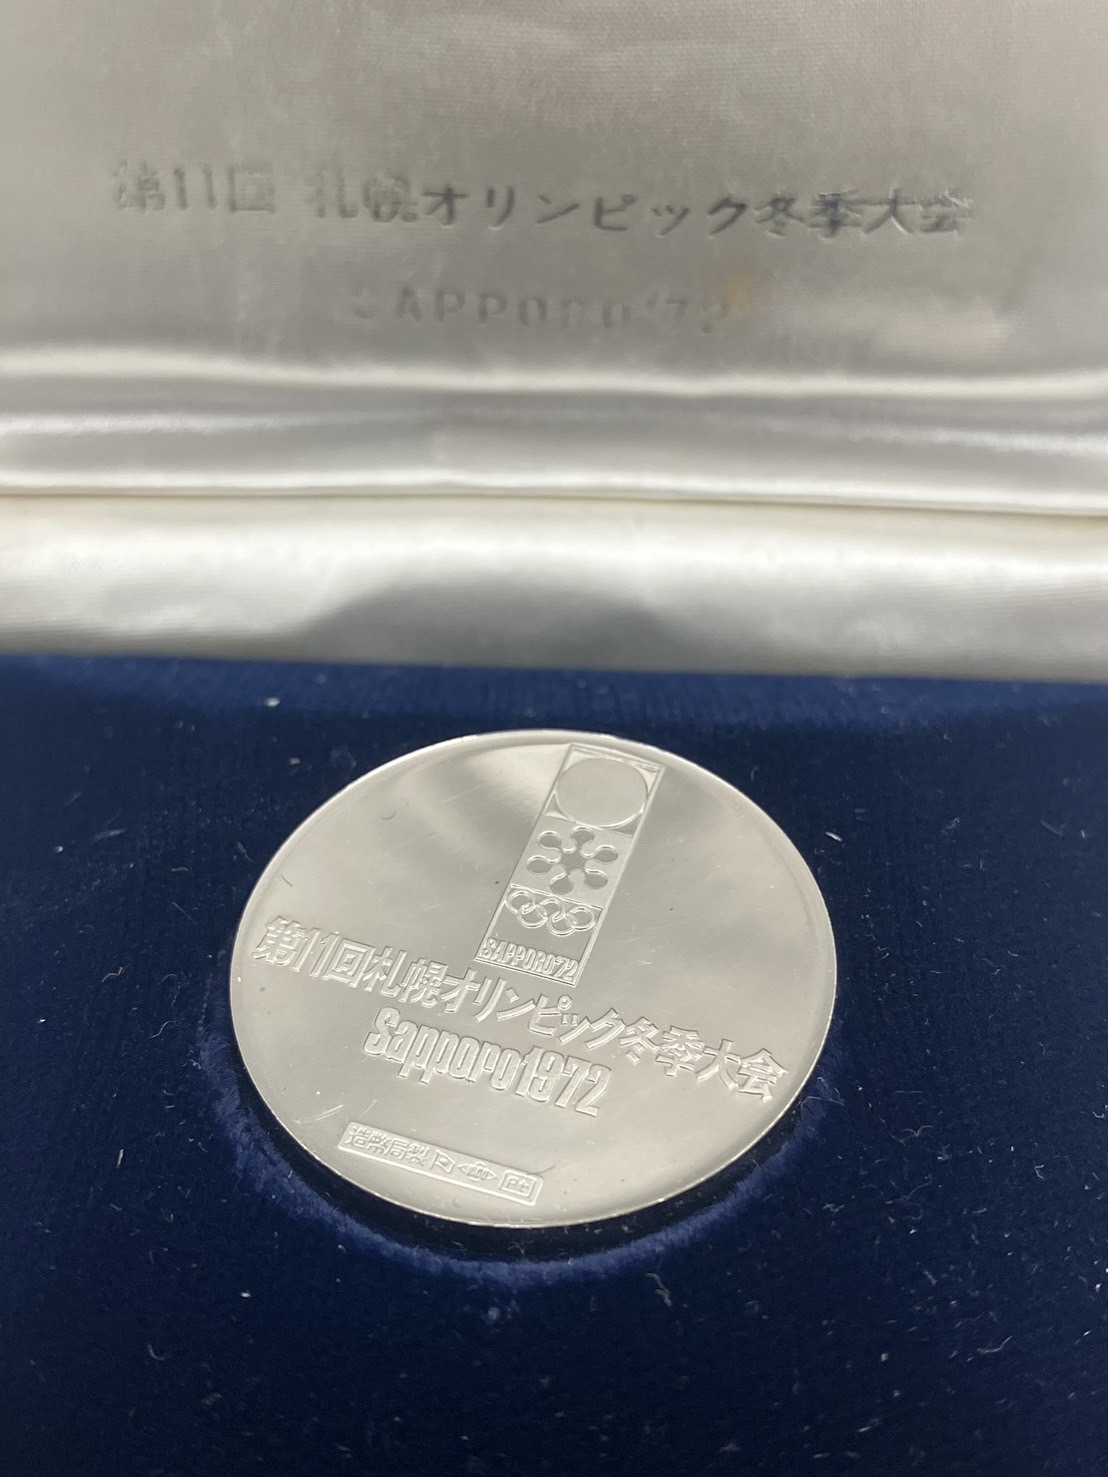 第11回 札幌オリンピック冬季大会
SAPPORO'72
SAPPORO'72
第11回札幌オリンピック冬季大会
Sapporo1972
造幣局製 Pt